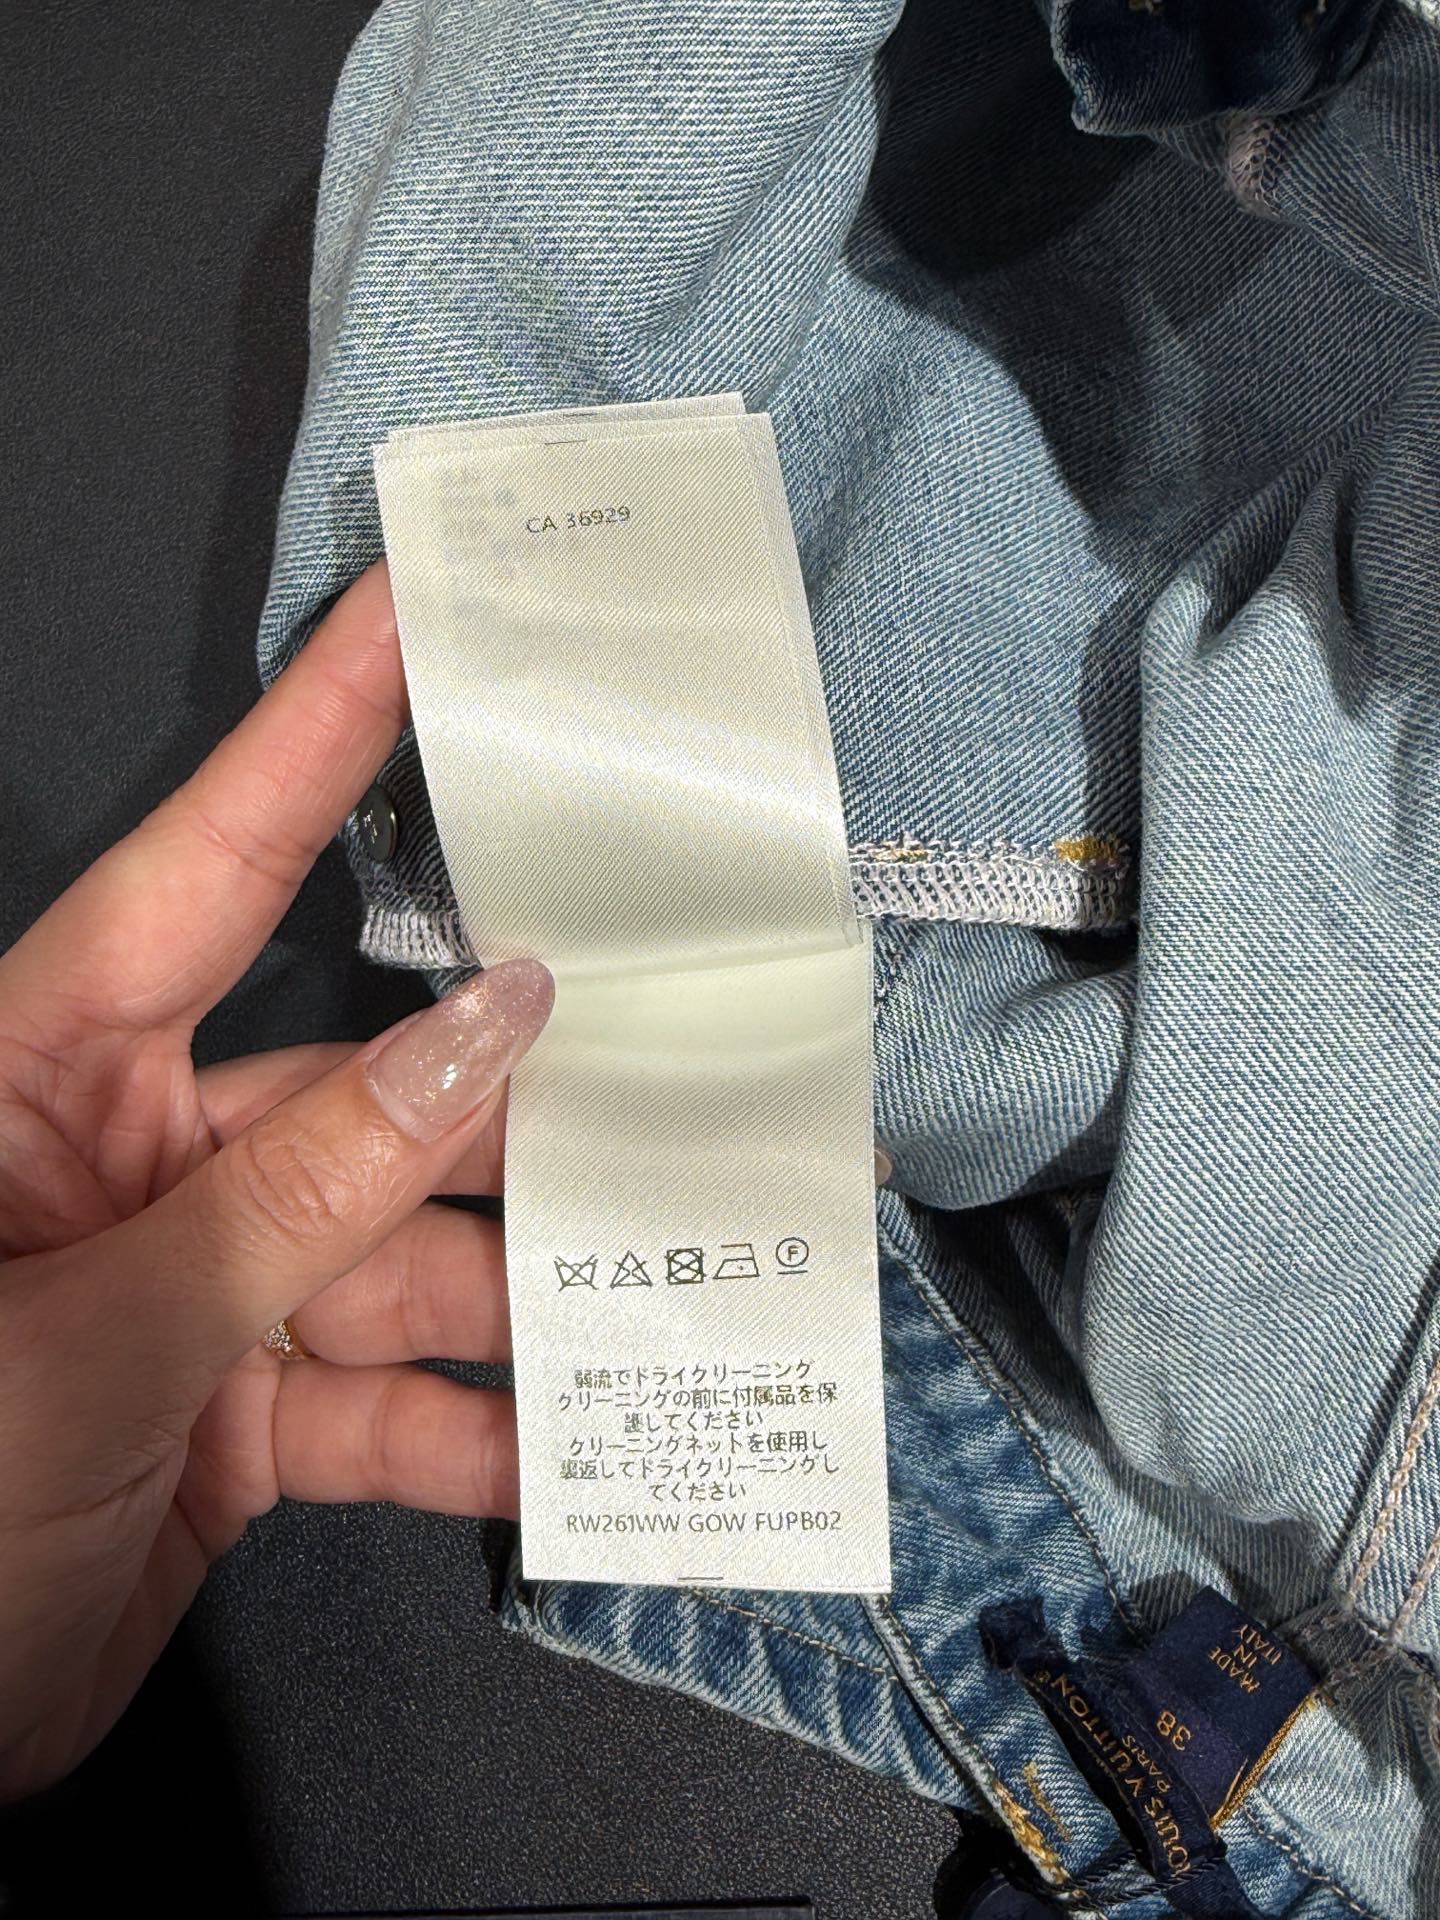 CA 36929
F
弱流でドライクリーニング
クリーニングの前に付属品を保
護してください
クリーニングネットを使用し
裏返してドライクリーニングし
てください
RW261WW GOW FUPB02
LOUIS VUITTON
PARIS
38
MADE
IN
ITALY